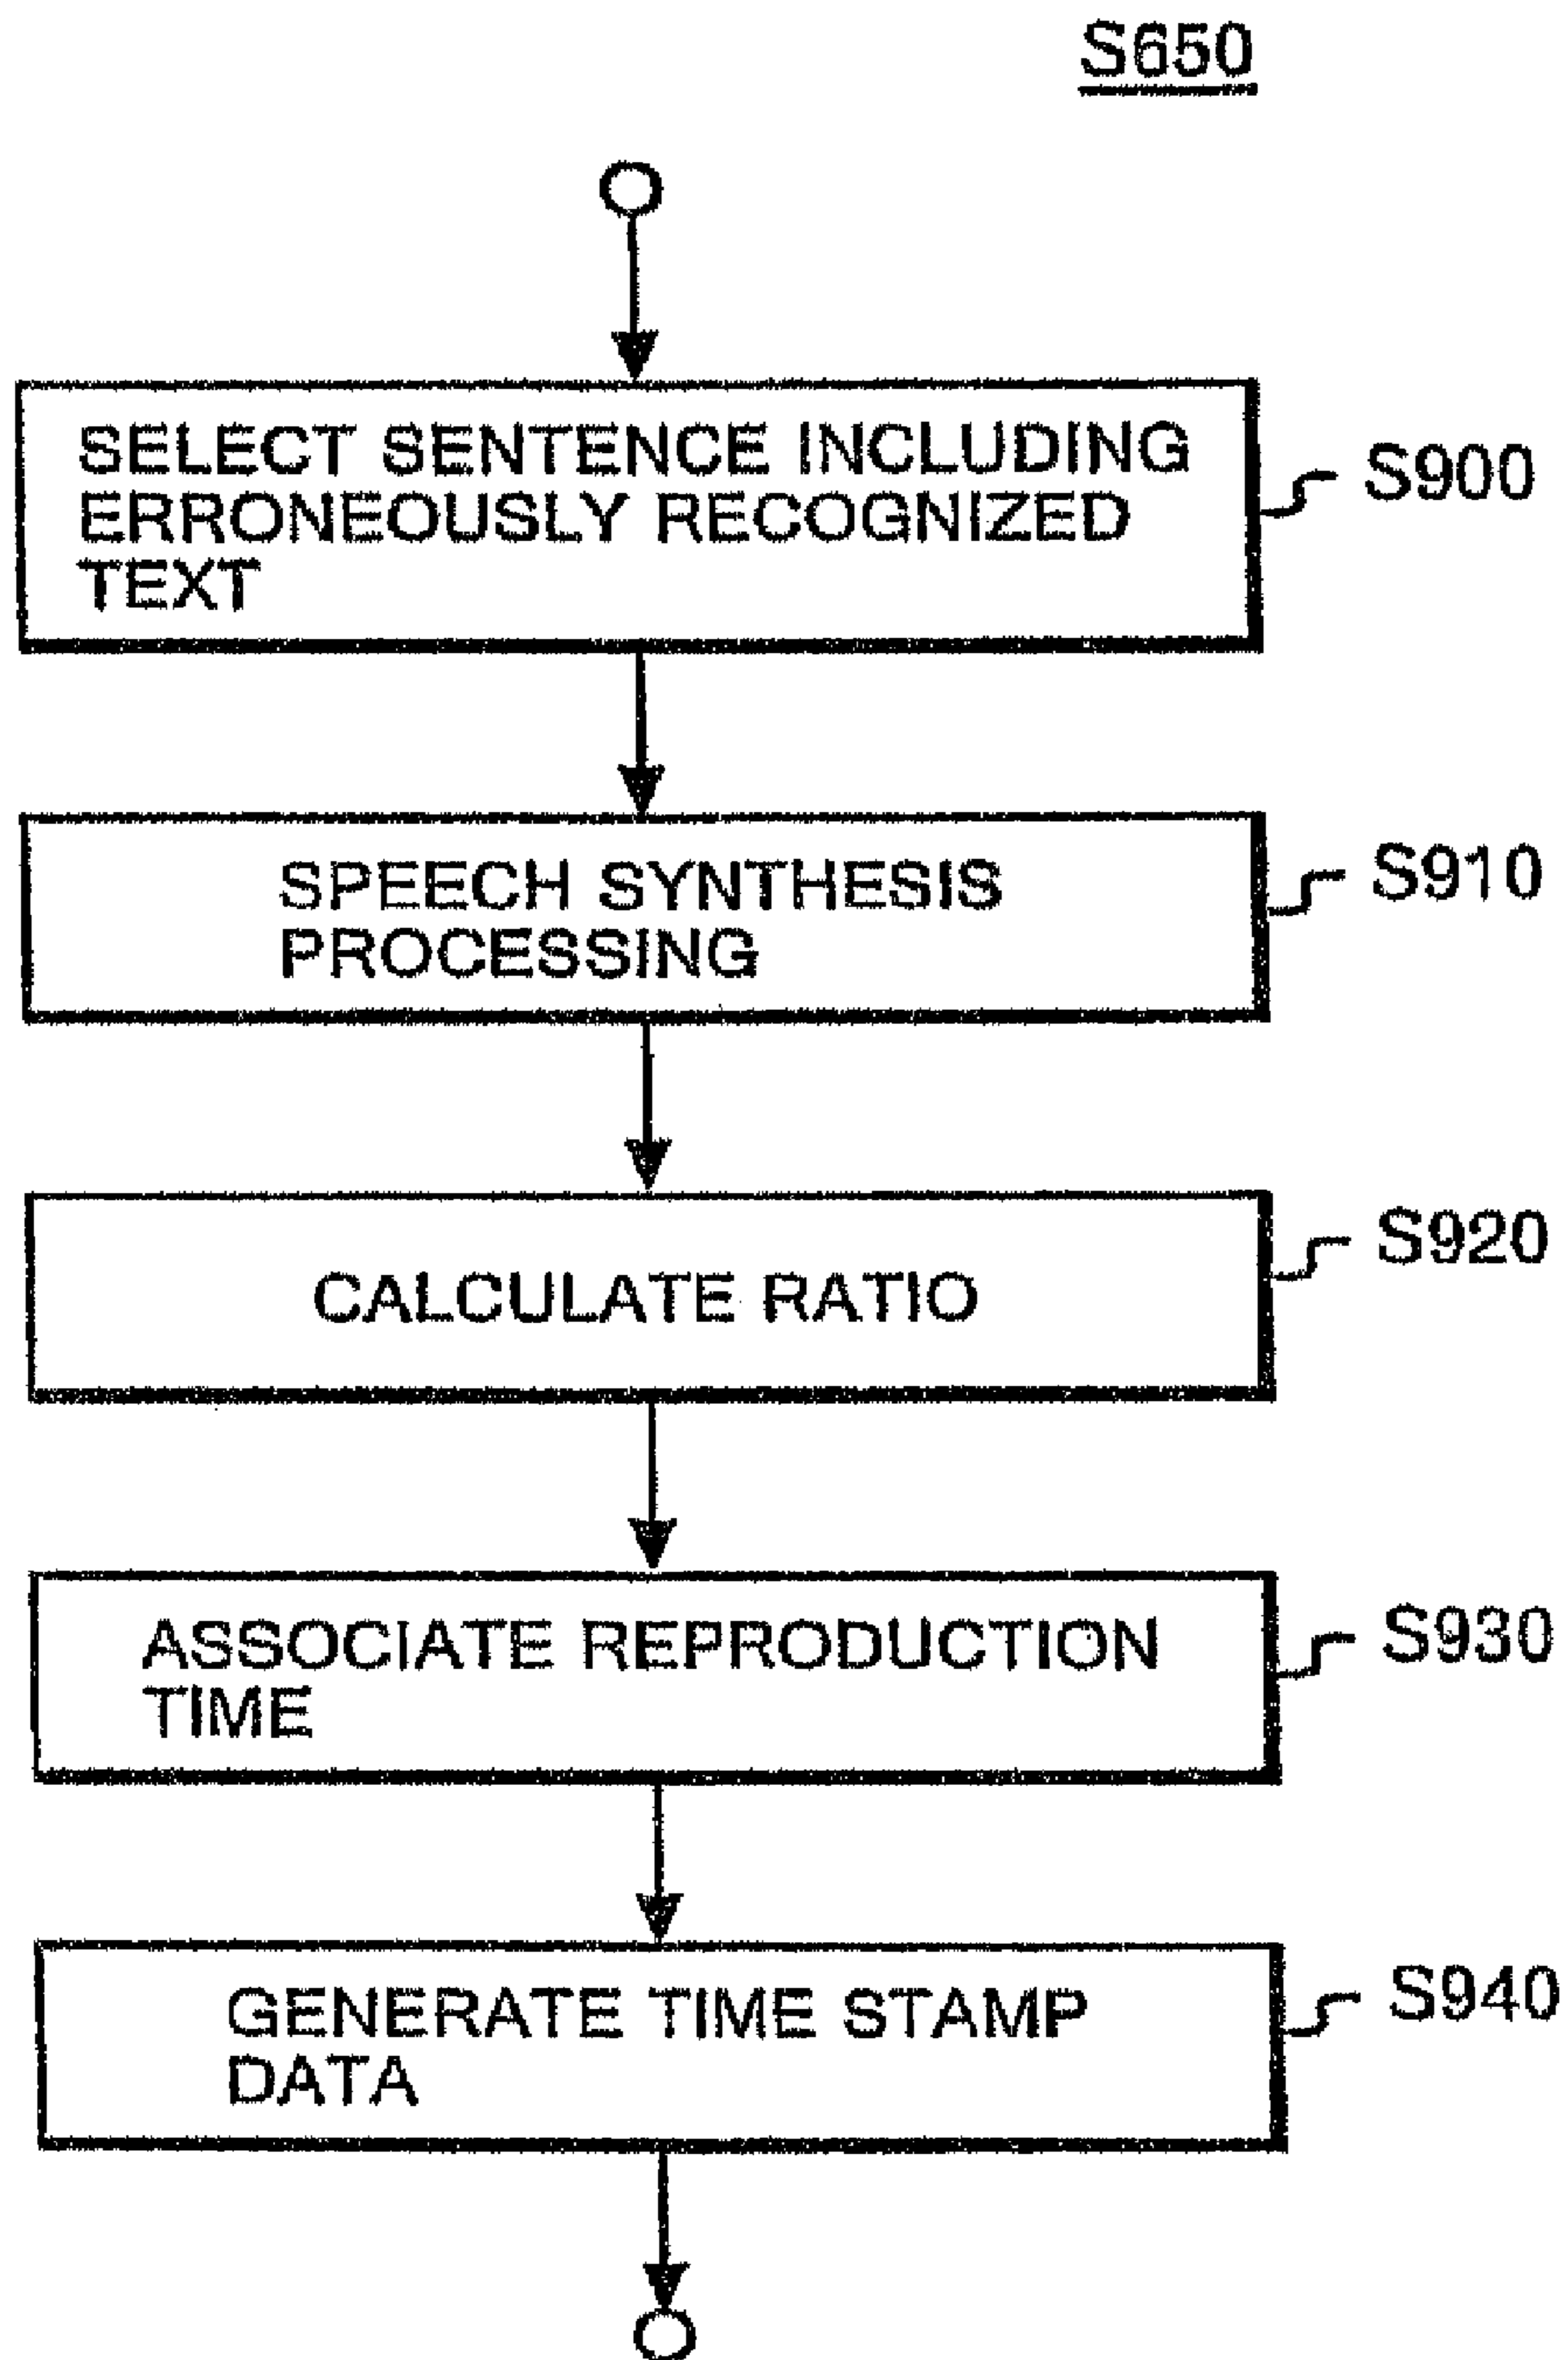 S650
SELECT SENTENCE INCLUDING
ERRONEOUSLY RECOGNIZED
TEXT
S900
SPEECH SYNTHESIS
PROCESSING
S910
CALCULATE RATIO
S920
ASSOCIATE REPRODUCTION
TIME
S930
GENERATE TIME STAMP
DATA
S940